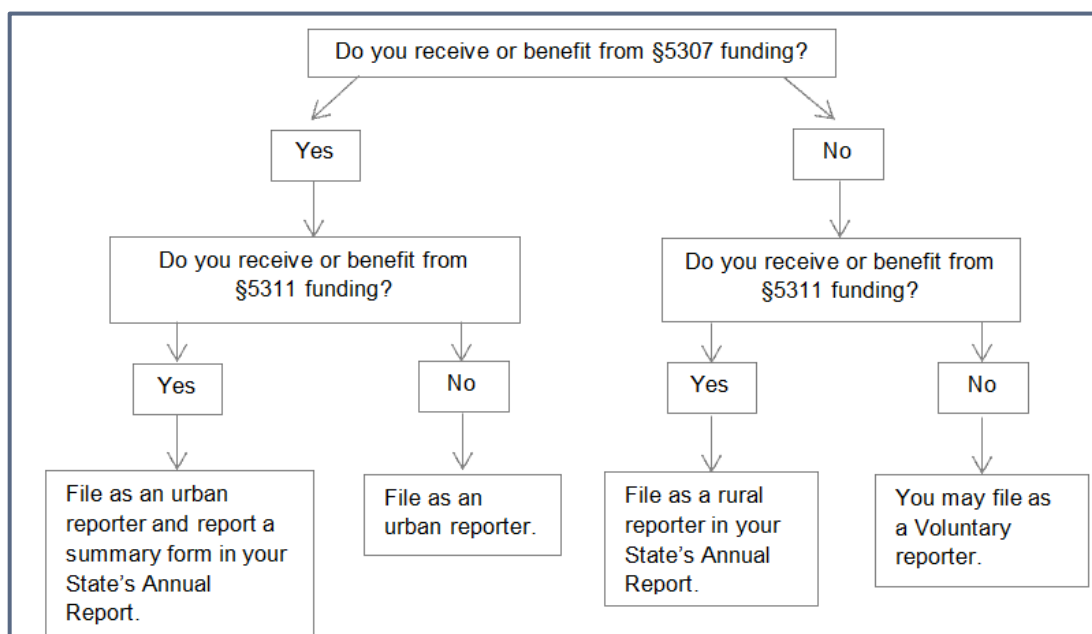 Do you receive or benefit from §5307 funding?
Yes
No
Do you receive or benefit from
§5311 funding?
Do you receive or benefit from
§5311 funding?
Yes
No
Yes
No
File as an urban
reporter and report a
summary form in your
State’s Annual
Report.
File as an
urban reporter.
File as a rural
reporter in your
State’s Annual
Report.
You may file as
a Voluntary
reporter.